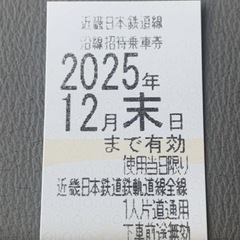 近畿日本鉄道線
沿線招待乗車券
2025年
12月末日
まで有効
使用当日限り
近畿日本鉄道鉄軌道線全線
1人片道通用
下車前途無効